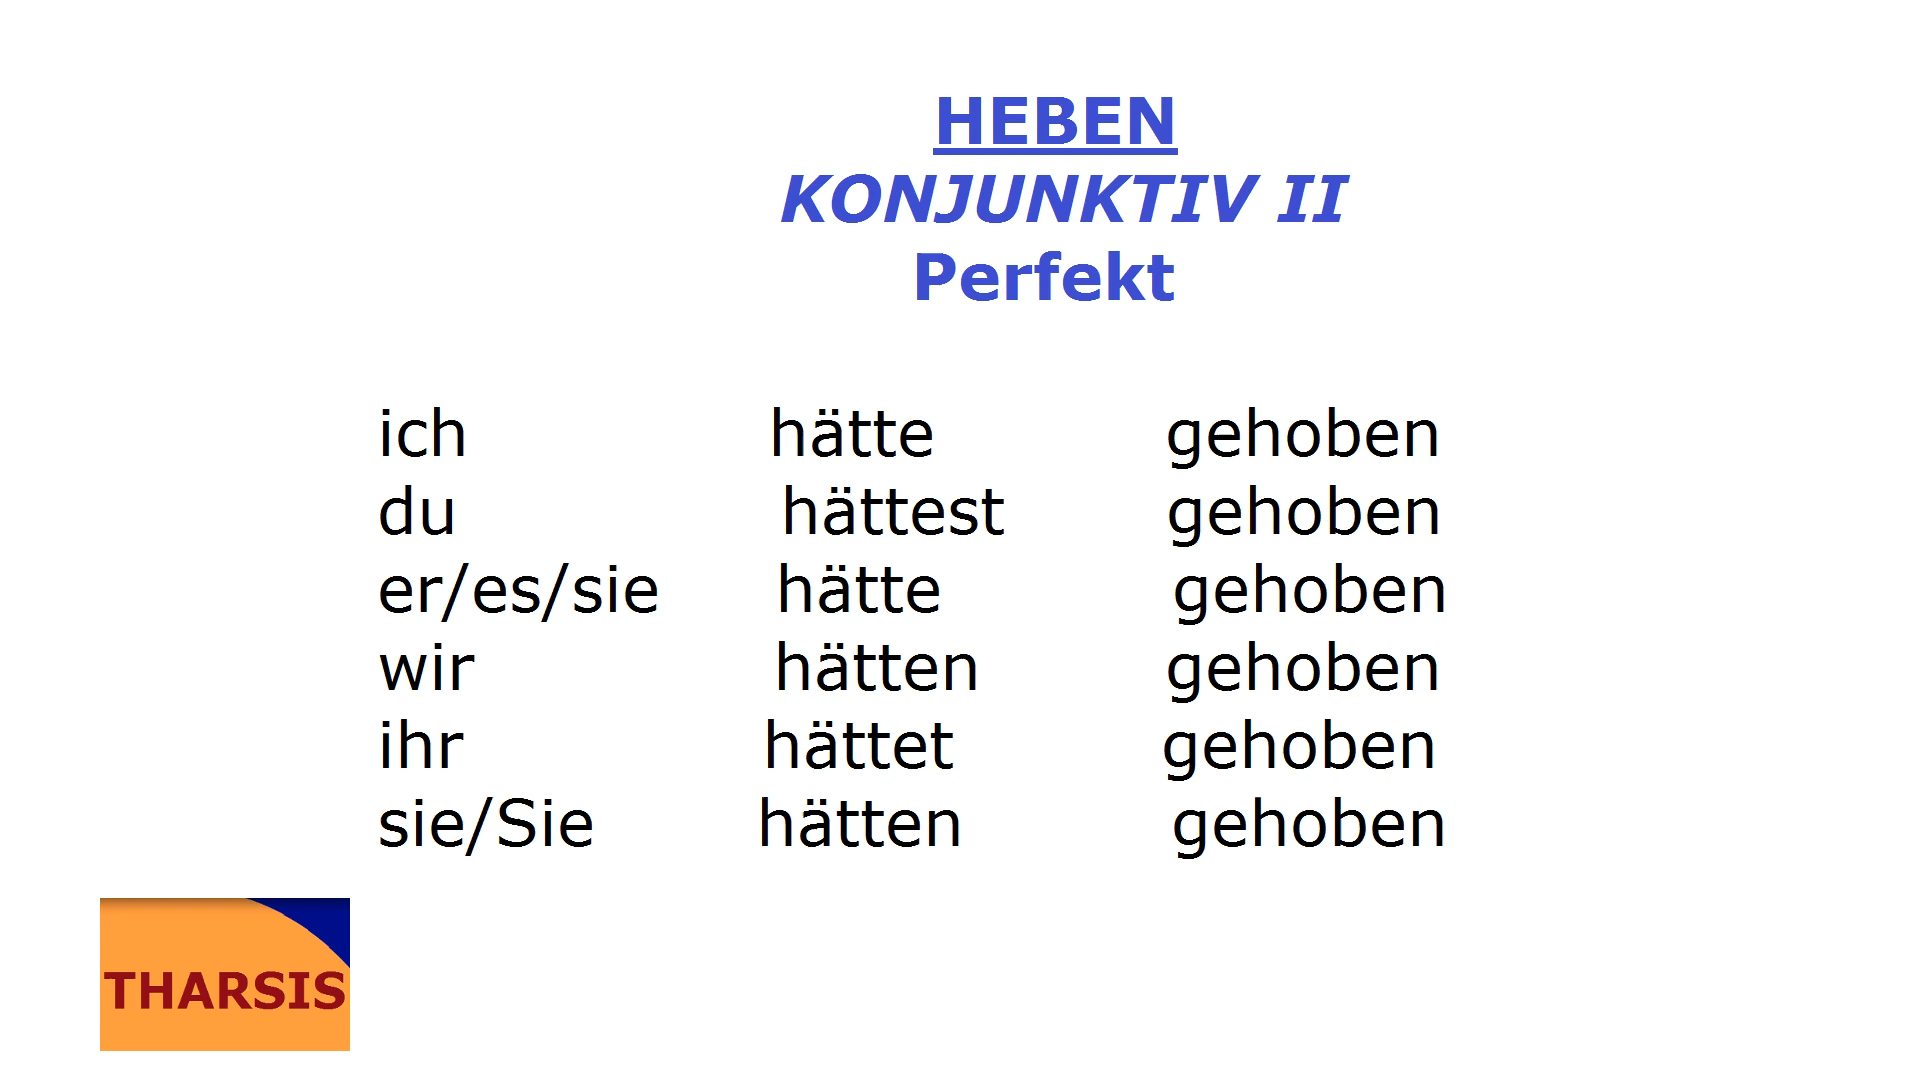 HEBEN
KONJUNKTIV II
Perfekt
ich hätte gehoben
du hättest gehoben
er/es/sie hätte gehoben
wir hätten gehoben
ihr hättet gehoben
sie/Sie hätten gehoben
THARSIS